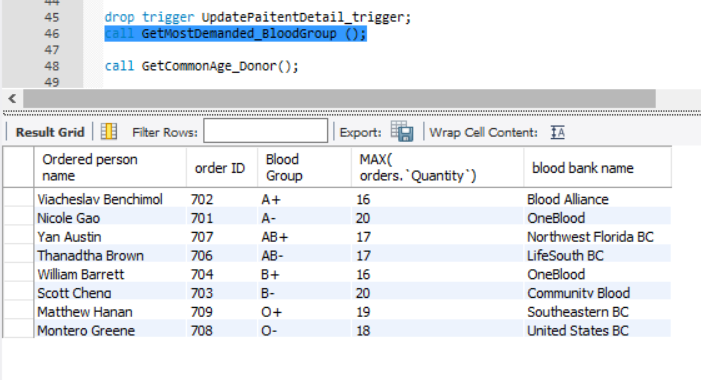 45 drop trigger UpdatePaitentDetail_trigger;
46 call GetMostDemanded_BloodGroup ();
47
48 call GetCommonAge_Donor();
49
Result Grid Filter Rows: Export: Wrap Cell Content: IA
Ordered person name order ID Blood Group MAX( orders.`Quantity`) blood bank name
Viacheslav Benchimol 702 A+ 16 Blood Alliance
Nicole Gao 701 A- 20 OneBlood
Yan Austin 707 AB+ 17 Northwest Florida BC
Thanadtha Brown 706 AB- 17 LifeSouth BC
William Barrett 704 B+ 16 OneBlood
Scott Cheng 703 B- 20 Community Blood
Matthew Hanan 709 O+ 19 Southeastern BC
Montero Greene 708 O- 18 United States BC